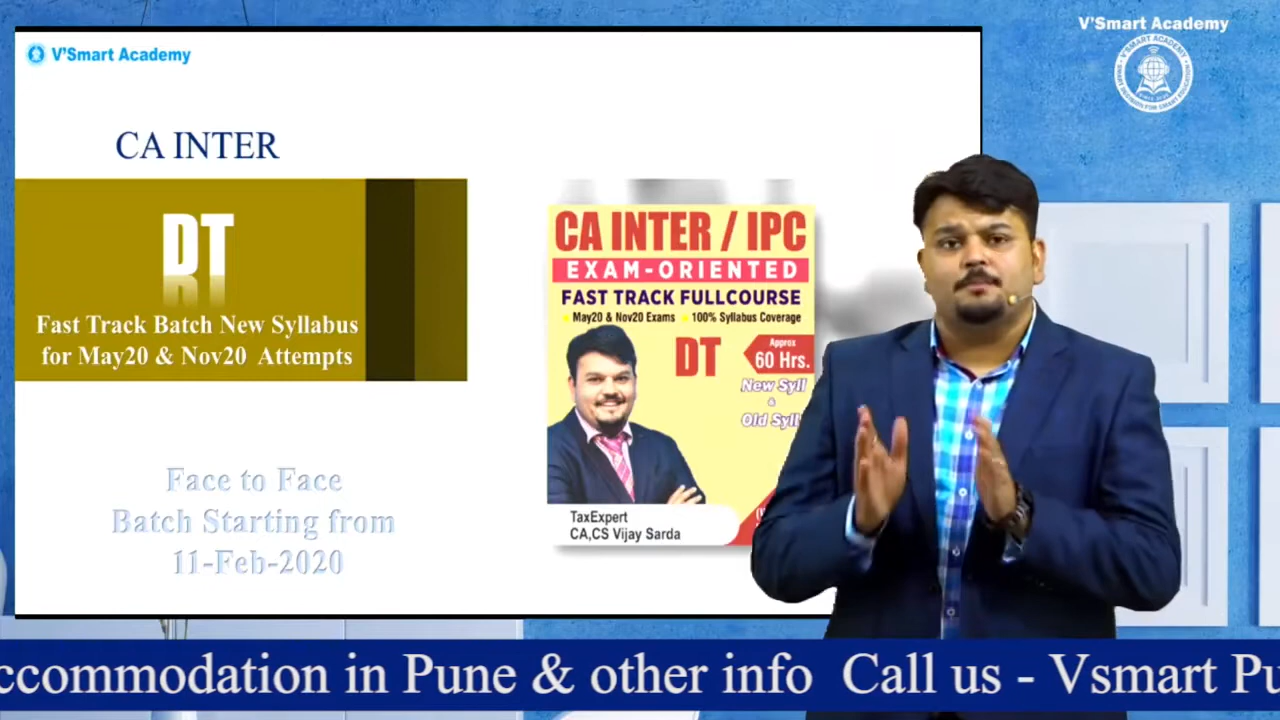 V'Smart Academy
V'Smart Academy
CA INTER
DT
Fast Track Batch New Syllabus
for May20 & Nov20 Attempts
Face to Face
Batch Starting from
11-Feb-2020
CA INTER / IPC
EXAM-ORIENTED
FAST TRACK FULLCOURSE
May20 & Nov20 Exams 100% Syllabus Coverage
DT
Approx
60 Hrs.
New Syll
&
Old Syll
TaxExpert
CA,CS Vijay Sarda
ccommodation in Pune & other info Call us - Vsmart Pu